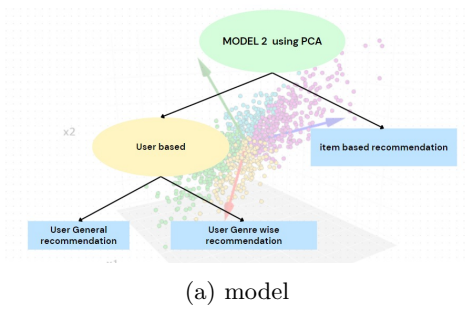 MODEL 2 using PCA
x2
User based
item based recommendation
User General
recommendation
User Genre wise
recommendation
(a) model